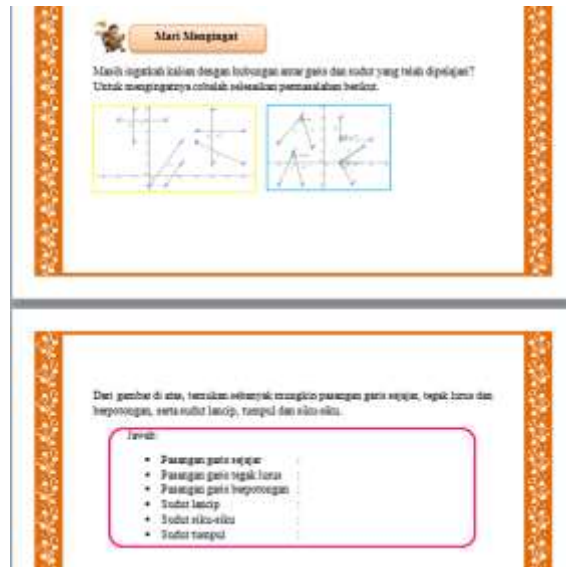 Mari Mengingat
Masih ingatkah kalian dengan hubungan antar garis dan sudut yang telah dipelajari?
Untuk mengingatnya cobalah selesaikan permasalahan berikut.
Dari gambar di atas, temukan sebanyak mungkin pasangan garis sejajar, tegak lurus dan
berpotongan, serta sudut lancip, tumpul dan siku-siku.
Jawab:
• Pasangan garis sejajar :
• Pasangan garis tegak lurus :
• Pasangan garis berpotongan :
• Sudut lancip :
• Sudut siku-siku :
• Sudut tumpul :